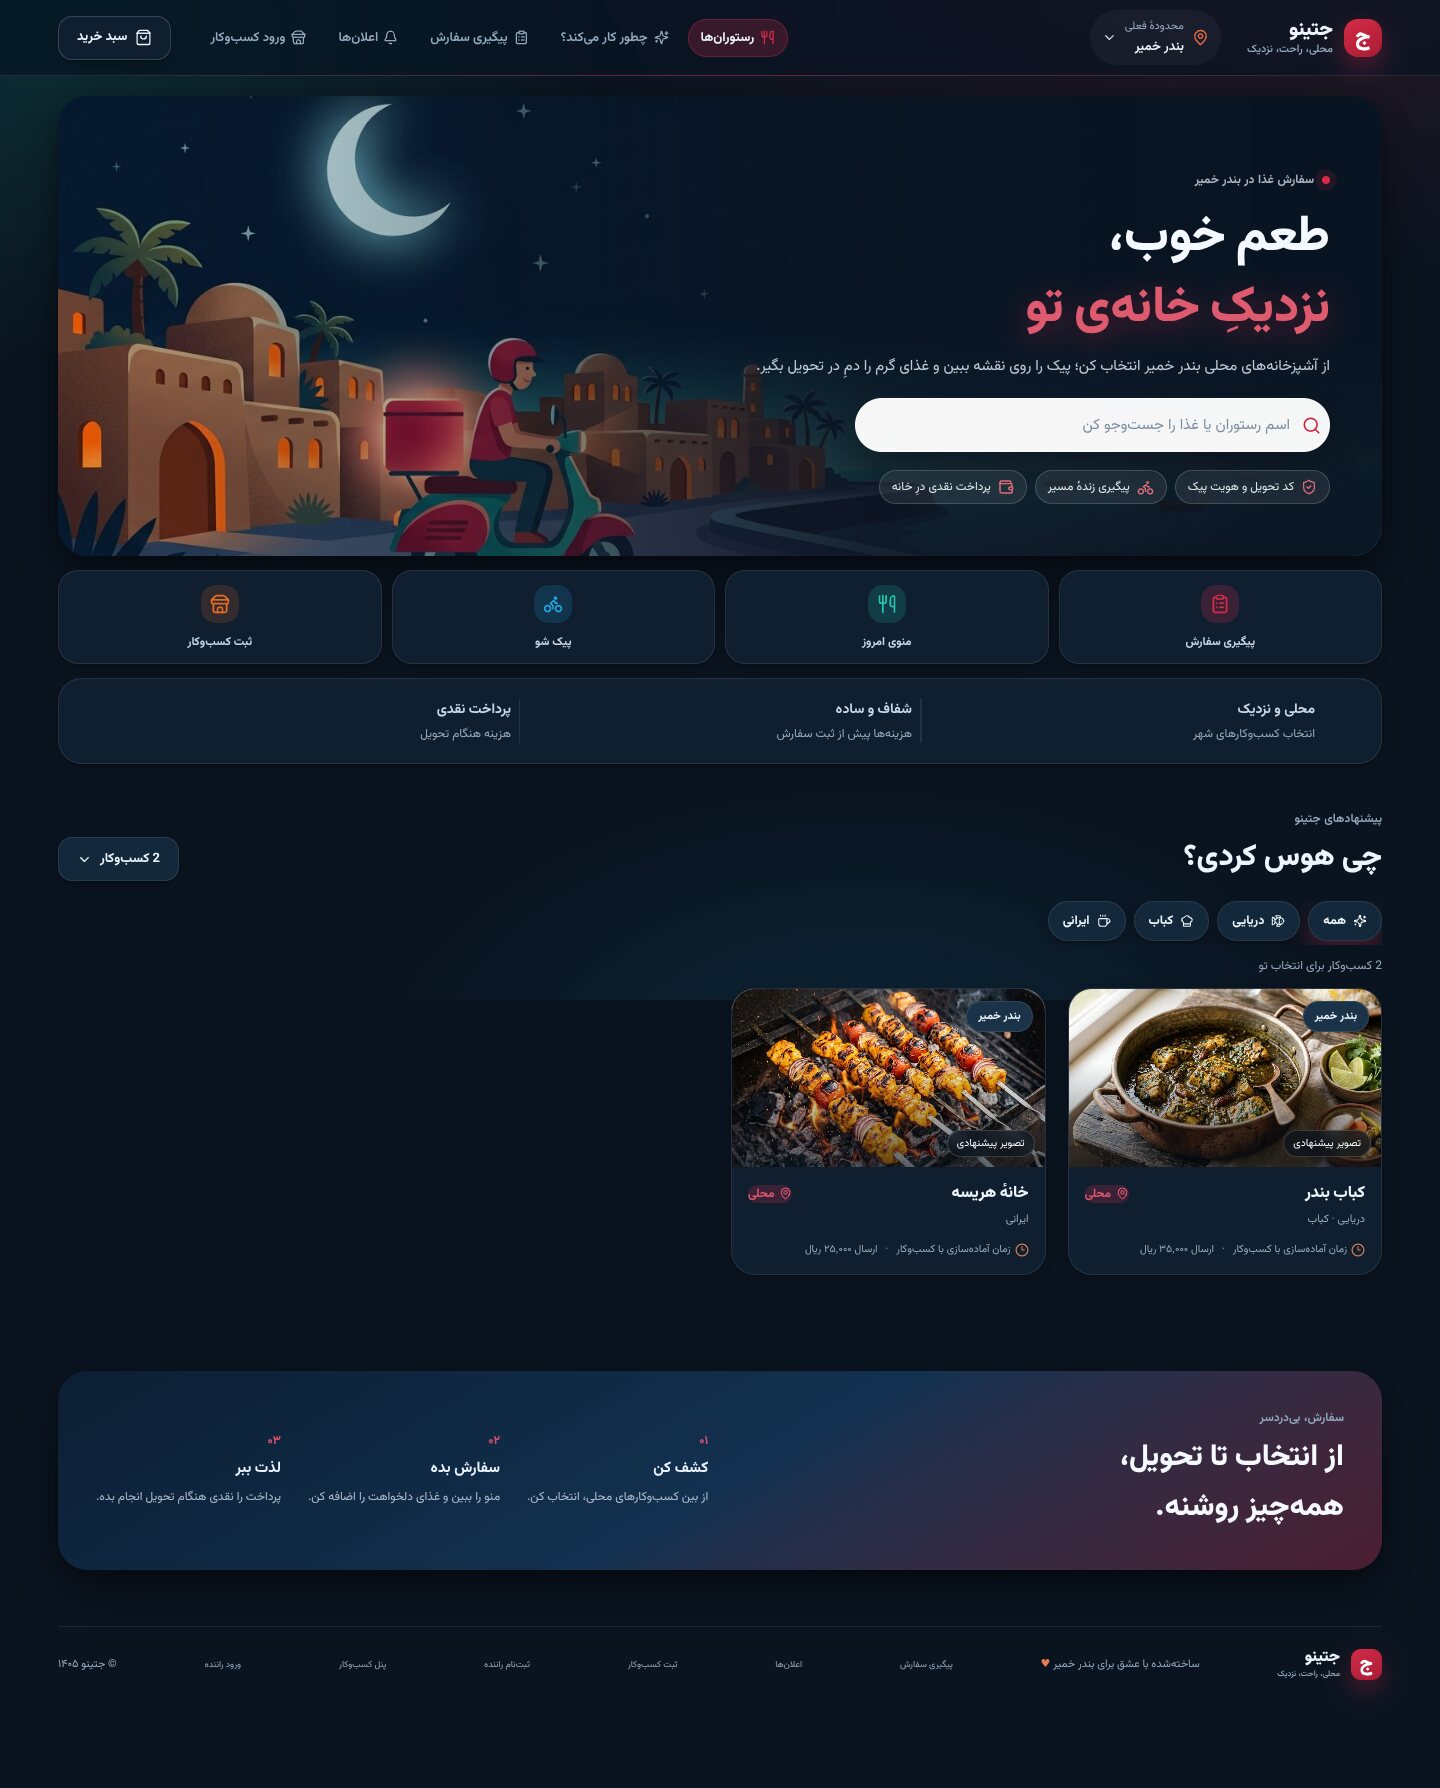 ج
جتینو
محلی، راحت، نزدیک
محدودهٔ فعلی
بندر خمیر
رستوران‌ها
چطور کار می‌کند؟
پیگیری سفارش
اعلان‌ها
ورود کسب‌وکار
سبد خرید
سفارش غذا در بندر خمیر
طعم خوب،
نزدیکِ خانه‌ی تو
از آشپزخانه‌های محلی بندر خمیر انتخاب کن؛ پیک را روی نقشه ببین و غذای گرم را دمِ در تحویل بگیر.
اسم رستوران یا غذا را جست‌وجو کن
کد تحویل و هویت پیک
پیگیری زندهٔ مسیر
پرداخت نقدی درِ خانه
پیگیری سفارش
منوی امروز
پیک شو
ثبت کسب‌وکار
محلی و نزدیک
انتخاب کسب‌وکارهای شهر
شفاف و ساده
هزینه‌ها پیش از ثبت سفارش
پرداخت نقدی
هزینه هنگام تحویل
پیشنهادهای جتینو
چی هوس کردی؟
2 کسب‌وکار
همه
دریایی
کباب
ایرانی
2 کسب‌وکار برای انتخاب تو
بندر خمیر
تصویر پیشنهادی
کباب بندر
محلی
دریایی · کباب
زمان آماده‌سازی با کسب‌وکار · ارسال ۳۵٬۰۰۰ ریال
بندر خمیر
تصویر پیشنهادی
خانهٔ هریسه
محلی
ایرانی
زمان آماده‌سازی با کسب‌وکار · ارسال ۲۵٬۰۰۰ ریال
سفارش، بی‌دردسر
از انتخاب تا تحویل،
همه‌چیز روشنه.
۰۱
کشف کن
از بین کسب‌وکارهای محلی، انتخاب کن.
۰۲
سفارش بده
منو را ببین و غذای دلخواهت را اضافه کن.
۰۳
لذت ببر
پرداخت را نقدی هنگام تحویل انجام بده.
ج
جتینو
محلی، راحت، نزدیک
ساخته‌شده با عشق برای بندر خمیر ♥
پیگیری سفارش
اعلان‌ها
ثبت کسب‌وکار
ثبت‌نام راننده
پنل کسب‌وکار
ورود راننده
© جتینو ۱۴۰۵